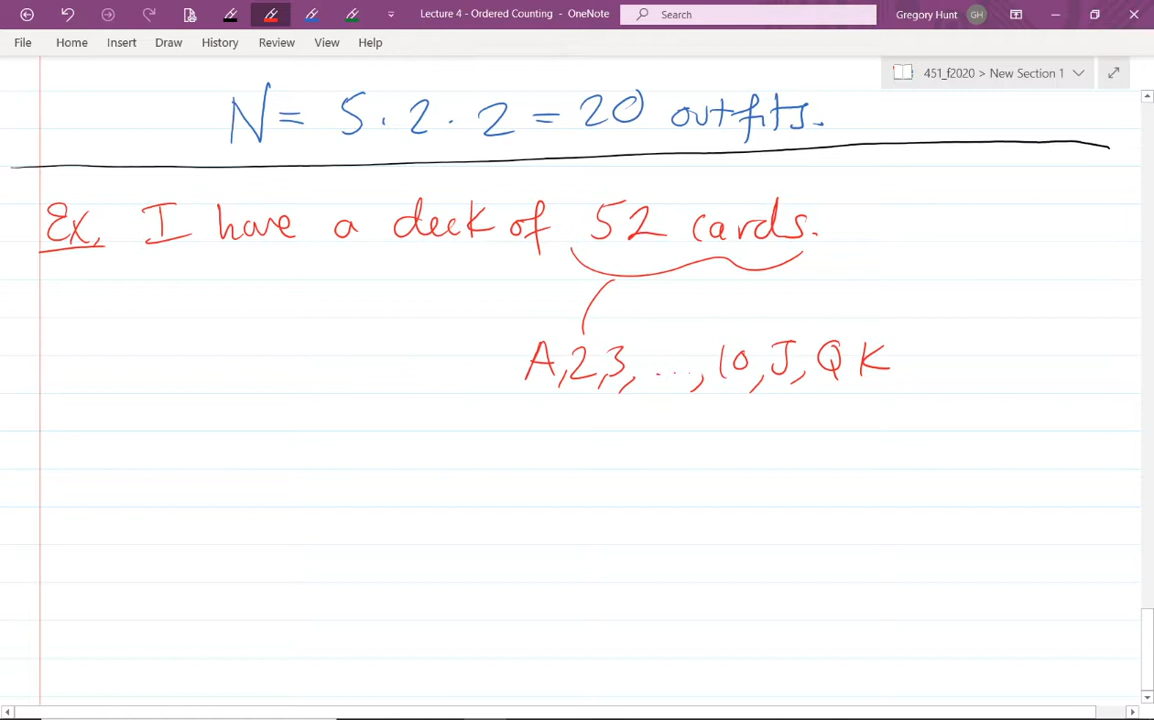 Lecture 4 - Ordered Counting - OneNote
Search
Gregory Hunt
GH
File Home Insert Draw History Review View Help
451_f2020 > New Section 1
N = 5 . 2 . 2 = 20 outfits.
Ex. I have a deck of 52 cards.
A,2,3, ..., 10,J,Q K